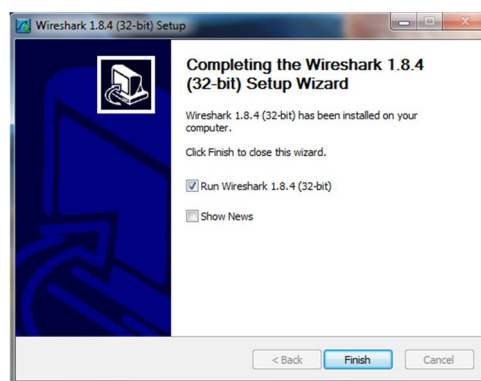 Wireshark 1.8.4 (32-bit) Setup
Completing the Wireshark 1.8.4
(32-bit) Setup Wizard
Wireshark 1.8.4 (32-bit) has been installed on your
computer.
Click Finish to close this wizard.
Run Wireshark 1.8.4 (32-bit)
Show News
< Back Finish Cancel